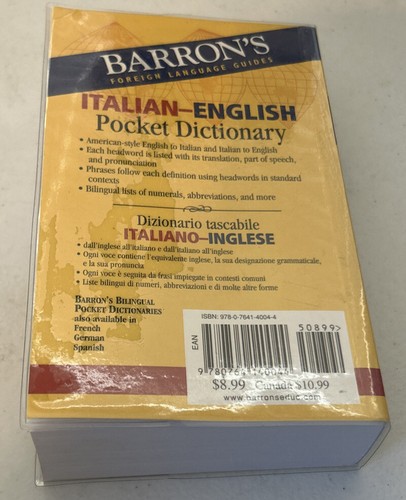 BARRON'S
FOREIGN LANGUAGE GUIDES
ITALIAN–ENGLISH
Pocket Dictionary
• American-style English to Italian and Italian to English
• Each headword is listed with its translation, part of speech,
and pronunciation
• Phrases follow each definition using headwords in standard
contexts
• Bilingual lists of numerals, abbreviations, and more
Dizionario tascabile
ITALIANO–INGLESE
• dall'inglese all'italiano e dall'italiano all'inglese
• Ogni voce contiene l'equivalente inglese, la sua designazione grammaticale,
e la sua pronuncia
• Ogni voce è seguita da frasi impiegate in contesti comuni
• Liste bilingui di numeri, abbreviazioni e di molte altre forme
BARRON'S BILINGUAL
POCKET DICTIONARIES
also available in
French
German
Spanish
ISBN: 978-0-7641-4004-4
50899>
EAN
$8.99 Canada $10.99
www.barronseduc.com